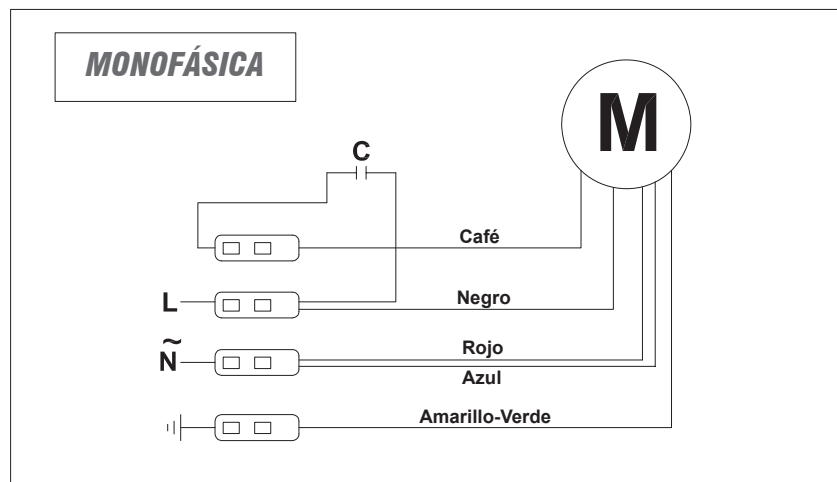 MONOFÁSICA
M
C
Café
L
Negro
~
N
Rojo
Azul
Amarillo-Verde